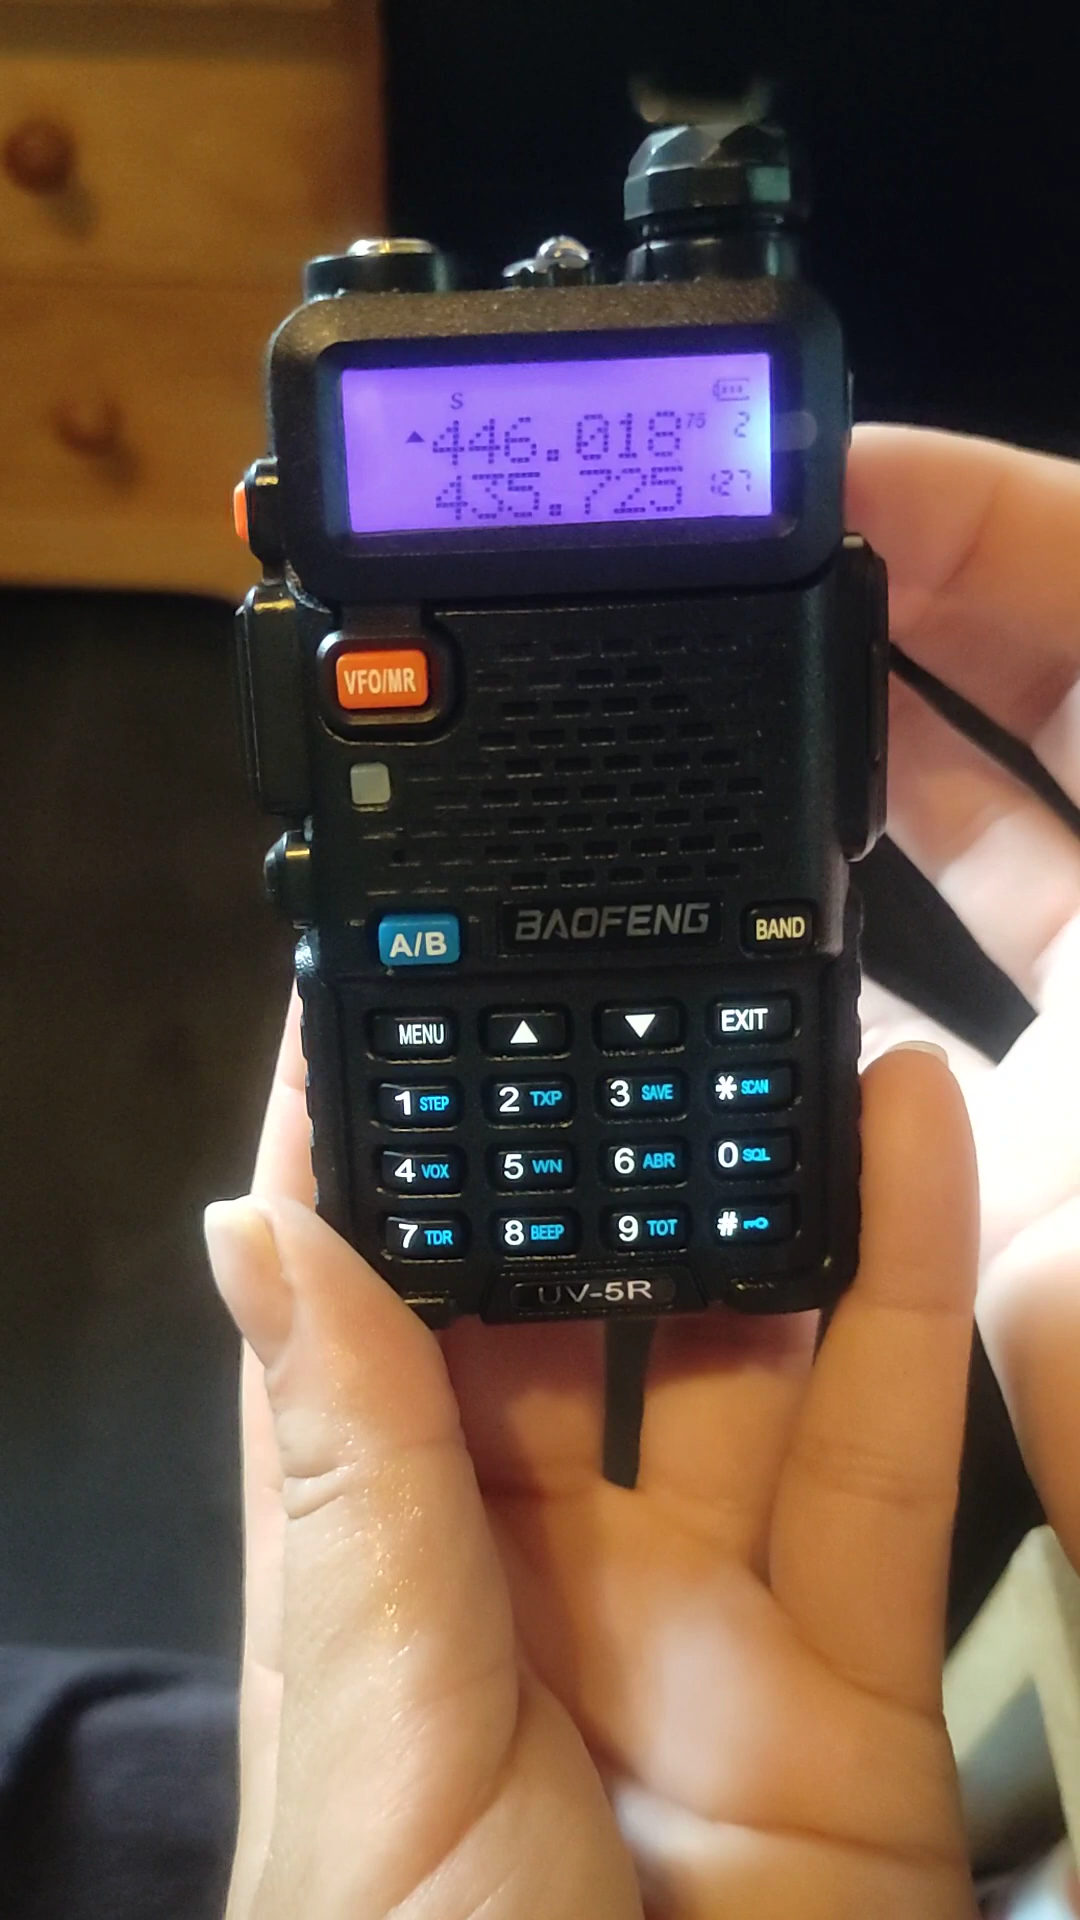 S
446.018 75 2
435.725 127
VFO/MR
A/B BAOFENG BAND
MENU ▲ ▼ EXIT
1 STEP 2 TXP 3 SAVE * SCAN
4 VOX 5 WN 6 ABR 0 SQL
7 TDR 8 BEEP 9 TOT #
UV-5R